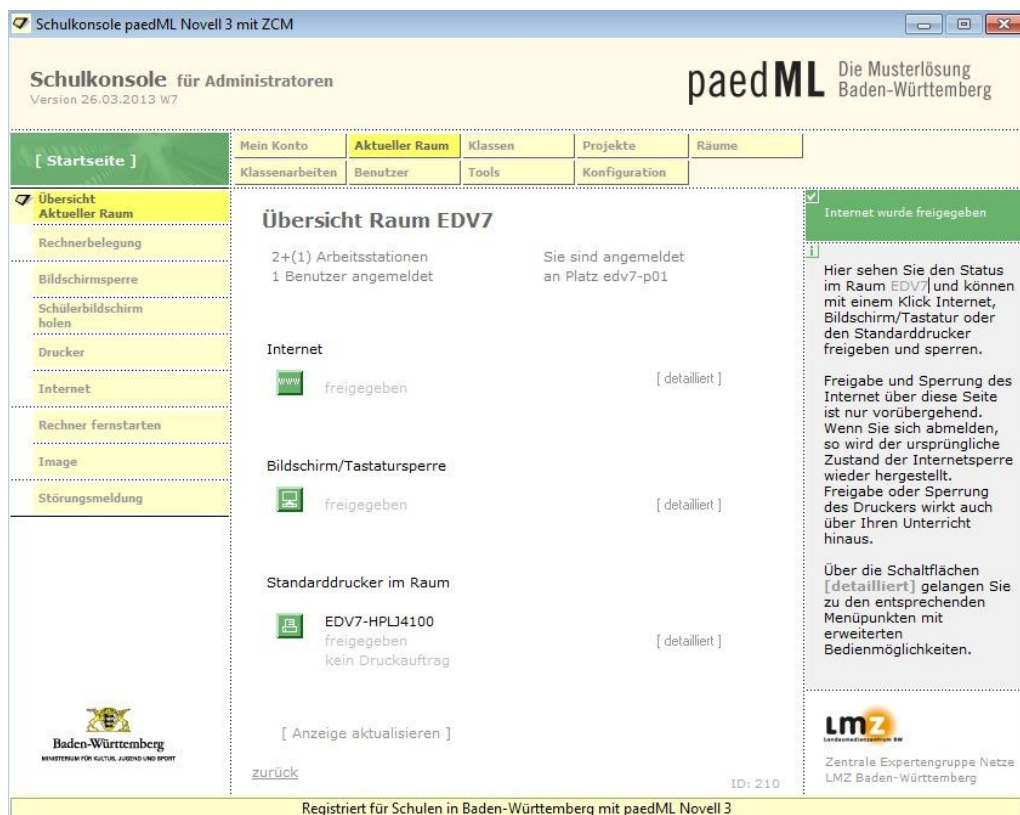 Schulkonsole paedML Novell 3 mit ZCM
Schulkonsole für Administratoren
Version 26.03.2013 W7
paedML Die Musterlösung
Baden-Württemberg
[ Startseite ]
Mein Konto
Aktueller Raum
Klassen
Projekte
Räume
Klassenarbeiten
Benutzer
Tools
Konfiguration
Übersicht
Aktueller Raum
Rechnerbelegung
Bildschirmsperre
Schülerbildschirm
holen
Drucker
Internet
Rechner fernstarten
Image
Störungsmeldung
Baden-Württemberg
MINISTERIUM FÜR KULTUS, JUGEND UND SPORT
Übersicht Raum EDV7
2+(1) Arbeitsstationen
1 Benutzer angemeldet
Sie sind angemeldet
an Platz edv7-p01
Internet
www
freigegeben
[ detailliert ]
Bildschirm/Tastatursperre
freigegeben
[ detailliert ]
Standarddrucker im Raum
EDV7-HPLJ4100
freigegeben
kein Druckauftrag
[ detailliert ]
[ Anzeige aktualisieren ]
zurück
ID: 210
Internet wurde freigegeben
i
Hier sehen Sie den Status
im Raum EDV7 und können
mit einem Klick Internet,
Bildschirm/Tastatur oder
den Standarddrucker
freigeben und sperren.
Freigabe und Sperrung des
Internet über diese Seite
ist nur vorübergehend.
Wenn Sie sich abmelden,
so wird der ursprüngliche
Zustand der Internetsperre
wieder hergestellt.
Freigabe oder Sperrung
des Druckers wirkt auch
über Ihren Unterricht
hinaus.
Über die Schaltflächen
[detailliert] gelangen Sie
zu den entsprechenden
Menüpunkten mit
erweiterten
Bedienmöglichkeiten.
LMZ
Landesmedienzentrum BW
Zentrale Expertengruppe Netze
LMZ Baden-Württemberg
Registriert für Schulen in Baden-Württemberg mit paedML Novell 3